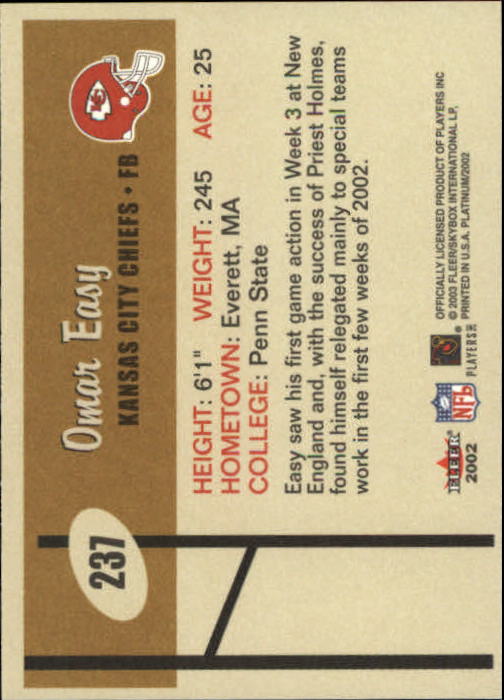 237
Omar Easy
KANSAS CITY CHIEFS • FB
KC
HEIGHT: 6'1" WEIGHT: 245 AGE: 25
HOMETOWN: Everett, MA
COLLEGE: Penn State
Easy saw his first game action in Week 3 at New
England and, with the success of Priest Holmes,
found himself relegated mainly to special teams
work in the first few weeks of 2002.
FLEER
2002
NFL
PLAYERS INC
OFFICIALLY LICENSED PRODUCT OF PLAYERS INC
© 2003 FLEER/SKYBOX INTERNATIONAL LP,
PRINTED IN U.S.A. PLATINUM/2002